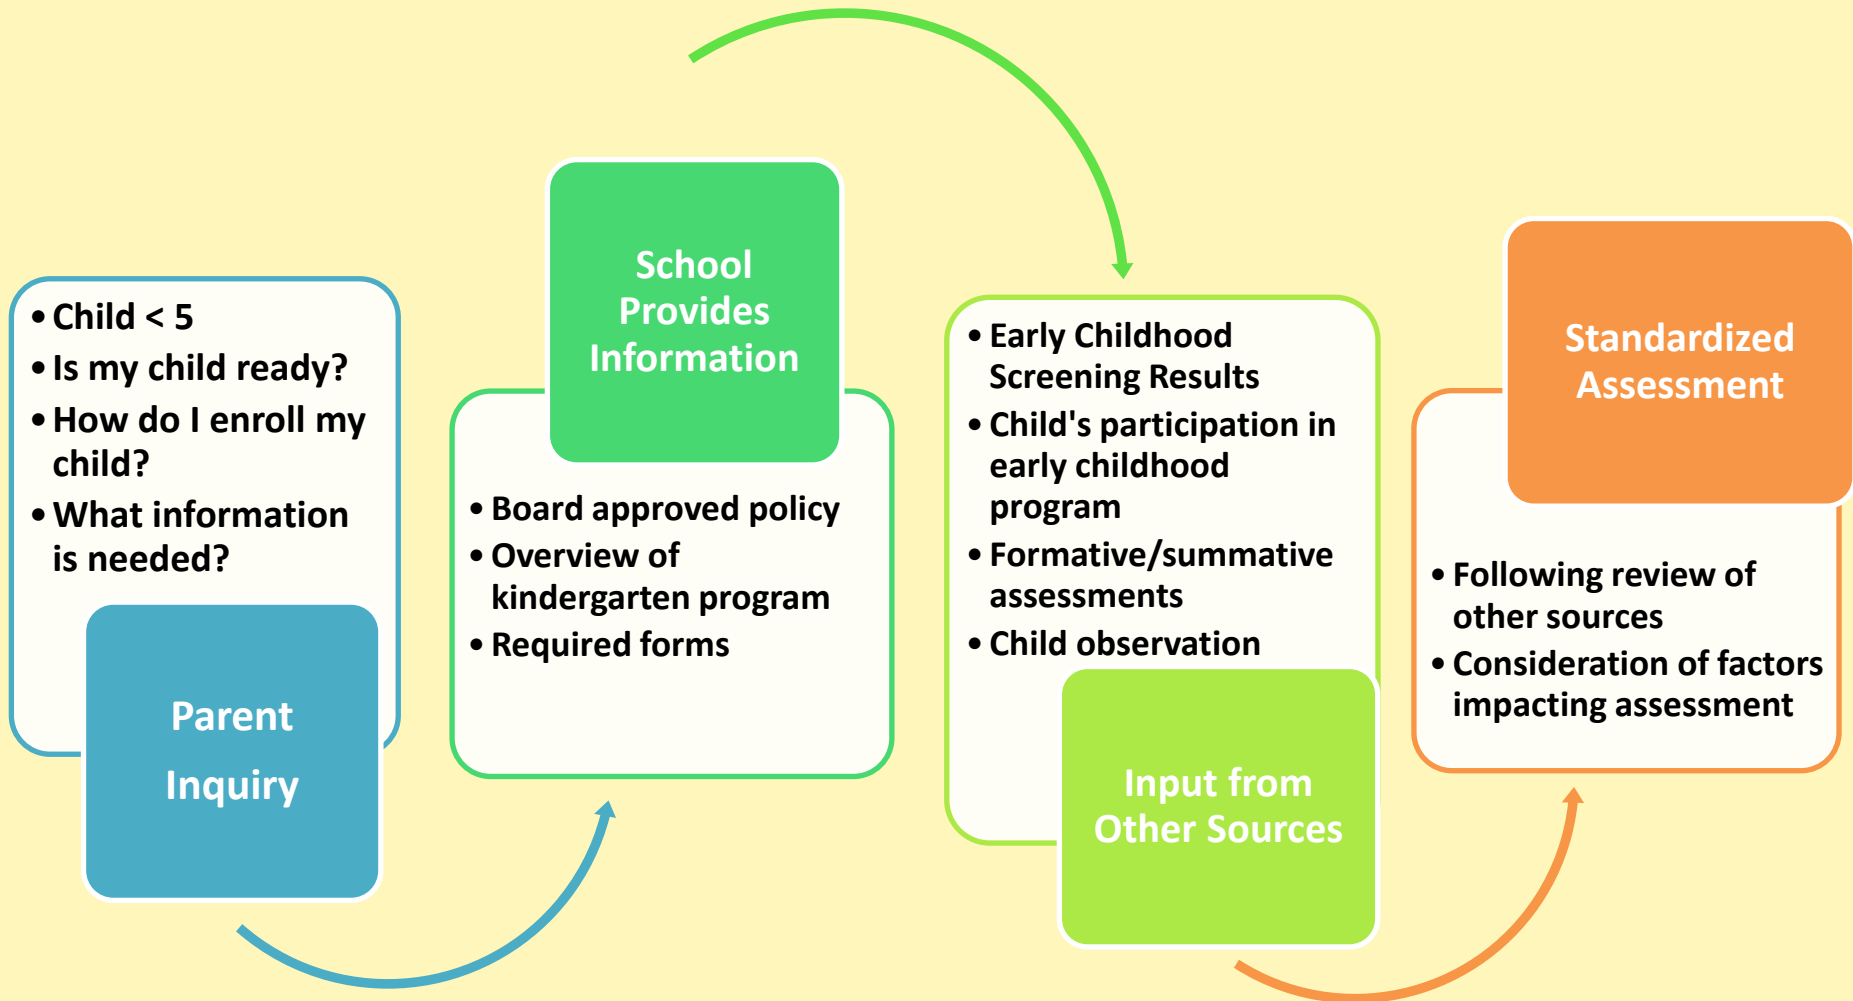 • Child < 5
• Is my child ready?
• How do I enroll my
child?
• What information
is needed?
Parent
Inquiry
School
Provides
Information
• Board approved policy
• Overview of
kindergarten program
• Required forms
• Early Childhood
Screening Results
• Child's participation in
early childhood
program
• Formative/summative
assessments
• Child observation
Input from
Other Sources
Standardized
Assessment
• Following review of
other sources
• Consideration of factors
impacting assessment